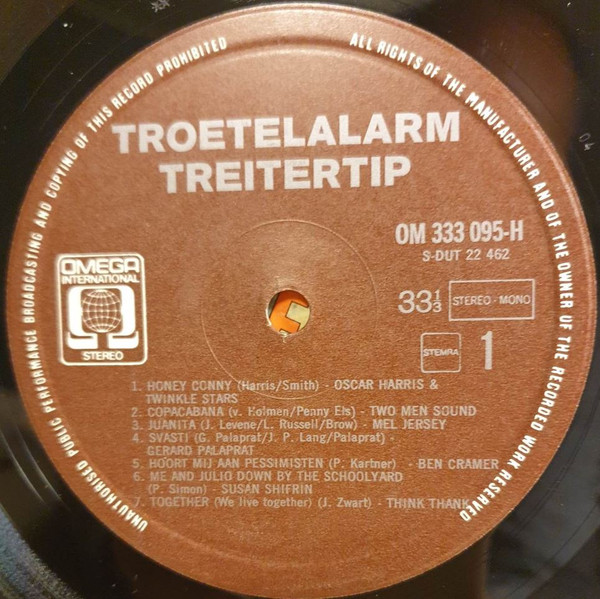 UNAUTHORISED PUBLIC PERFORMANCE BROADCASTING AND COPYING OF THIS RECORD PROHIBITED
ALL RIGHTS OF THE MANUFACTURER AND OF THE OWNER OF THE RECORDED WORK RESERVED
TROETELALARM
TREITERTIP
OM 333 095-H
S-DUT 22 462
OMEGA
INTERNATIONAL
STEREO
33 1/3
STEREO - MONO
STEMRA
1
1. HONEY CONNY (Harris/Smith) - OSCAR HARRIS &
TWINKLE STARS
2. COPACABANA (v. Holmen/Penny Els) - TWO MEN SOUND
3. JUANITA (J. Levene/L. Russell/Brow) - MEL JERSEY
4. SVASTI (G. Palaprat/J. P. Lang/Palaprat) -
GERARD PALAPRAT
5. HOORT MIJ AAN PESSIMISTEN (P. Kartner) - BEN CRAMER
6. ME AND JULIO DOWN BY THE SCHOOLYARD
(P. Simon) - SUSAN SHIFRIN
7. TOGETHER (We live together) (J. Zwart) - THINK THANK